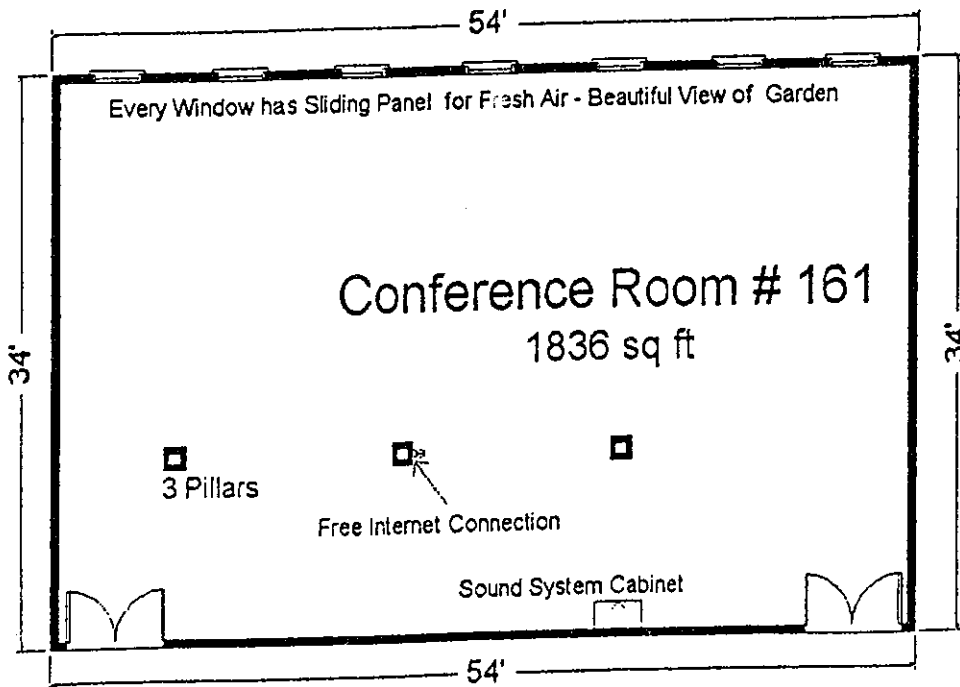 54'
Every Window has Sliding Panel for Fresh Air - Beautiful View of Garden
Conference Room # 161
1836 sq ft
34'
34'
3 Pillars
Free Internet Connection
Sound System Cabinet
54'